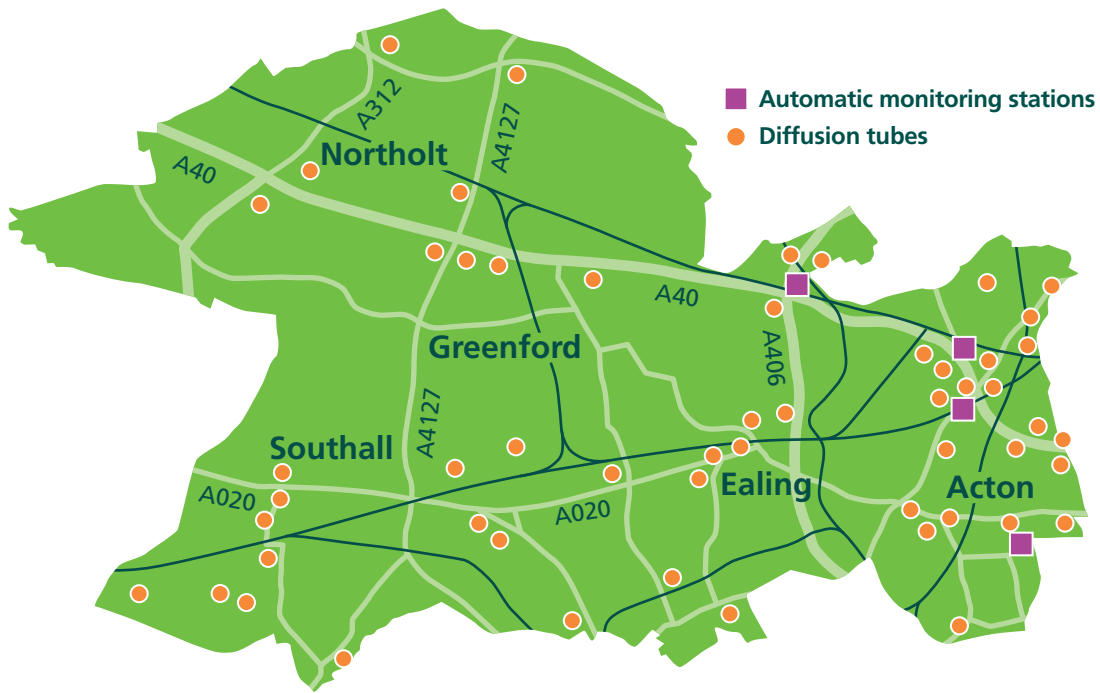 Automatic monitoring stations
Diffusion tubes
A312
A4127
Northolt
A40
A40
Greenford
A406
A4127
Southall
A020
A020
Ealing
Acton